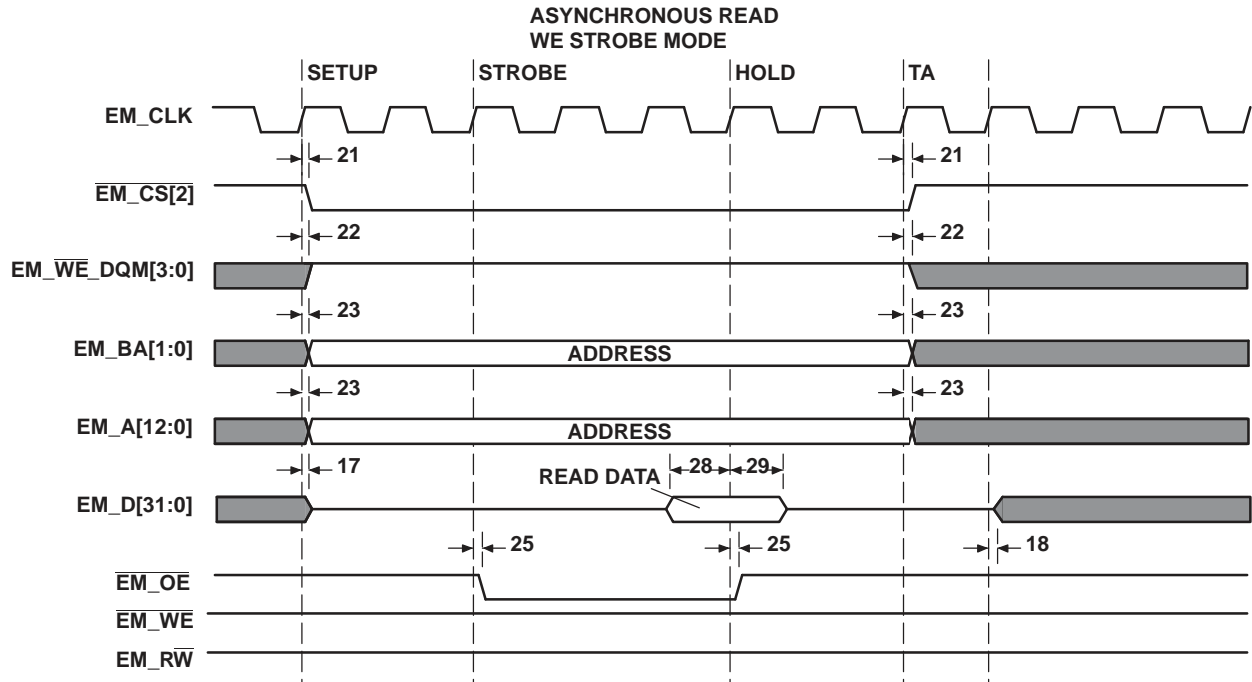 ASYNCHRONOUS READ
WE STROBE MODE
SETUP STROBE HOLD TA
EM_CLK
21 21
EM_CS[2]
22 22
EM_WE_DQM[3:0]
23 23
EM_BA[1:0] ADDRESS
23 23
EM_A[12:0] ADDRESS
17 READ DATA 28 29
EM_D[31:0]
25 25 18
EM_OE
EM_WE
EM_RW